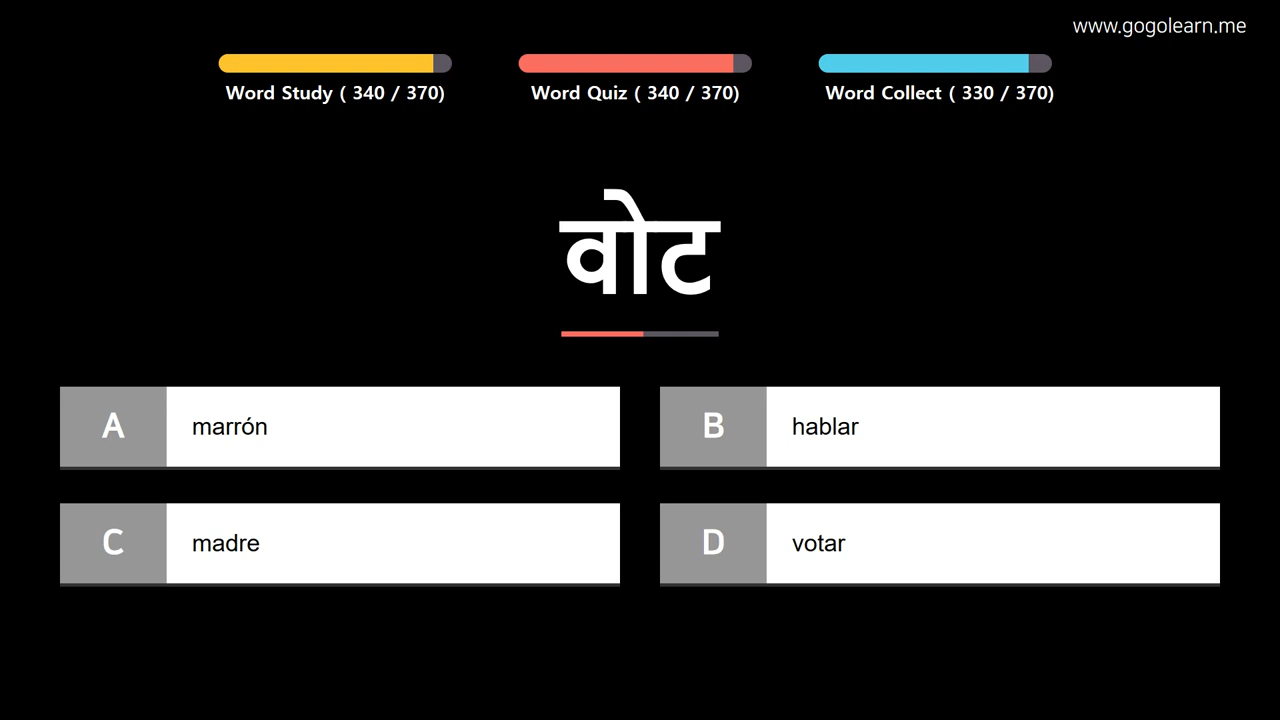 www.gogolearn.me
Word Study ( 340 / 370)
Word Quiz ( 340 / 370)
Word Collect ( 330 / 370)
वोट
A marrón
B hablar
C madre
D votar